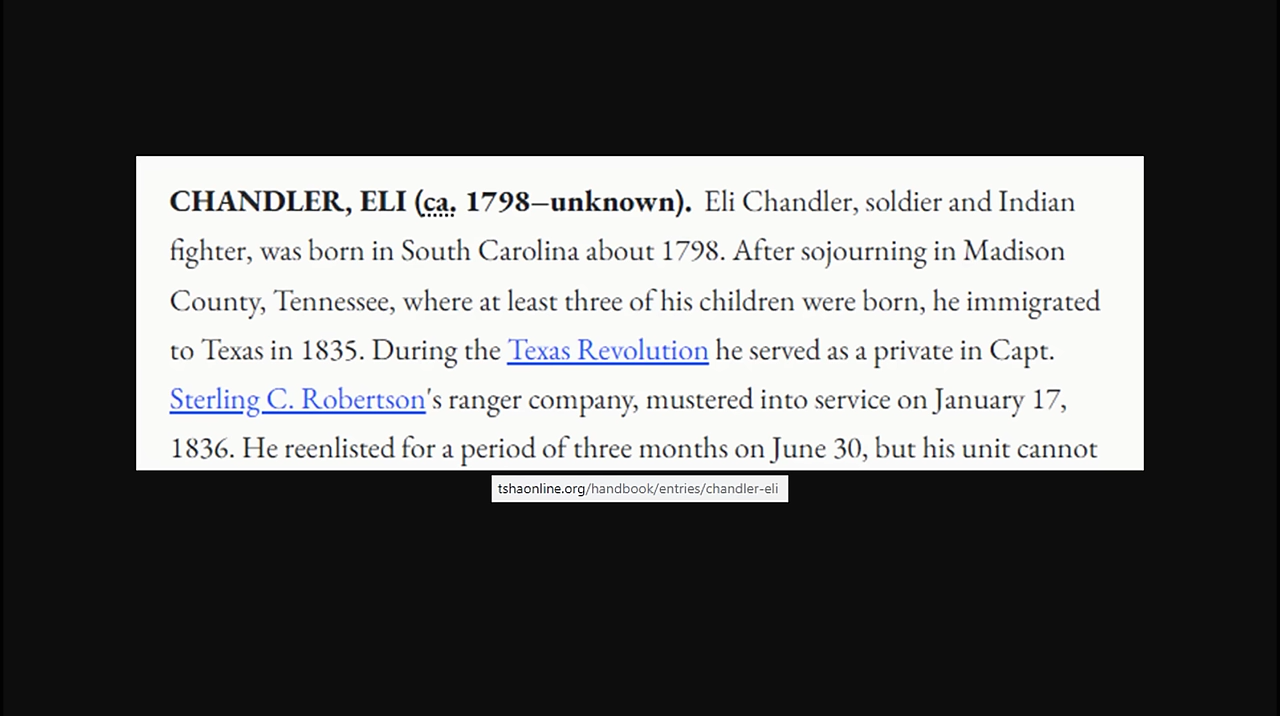 CHANDLER, ELI (ca. 1798–unknown). Eli Chandler, soldier and Indian
fighter, was born in South Carolina about 1798. After sojourning in Madison
County, Tennessee, where at least three of his children were born, he immigrated
to Texas in 1835. During the Texas Revolution he served as a private in Capt.
Sterling C. Robertson's ranger company, mustered into service on January 17,
1836. He reenlisted for a period of three months on June 30, but his unit cannot
tshaonline.org/handbook/entries/chandler-eli